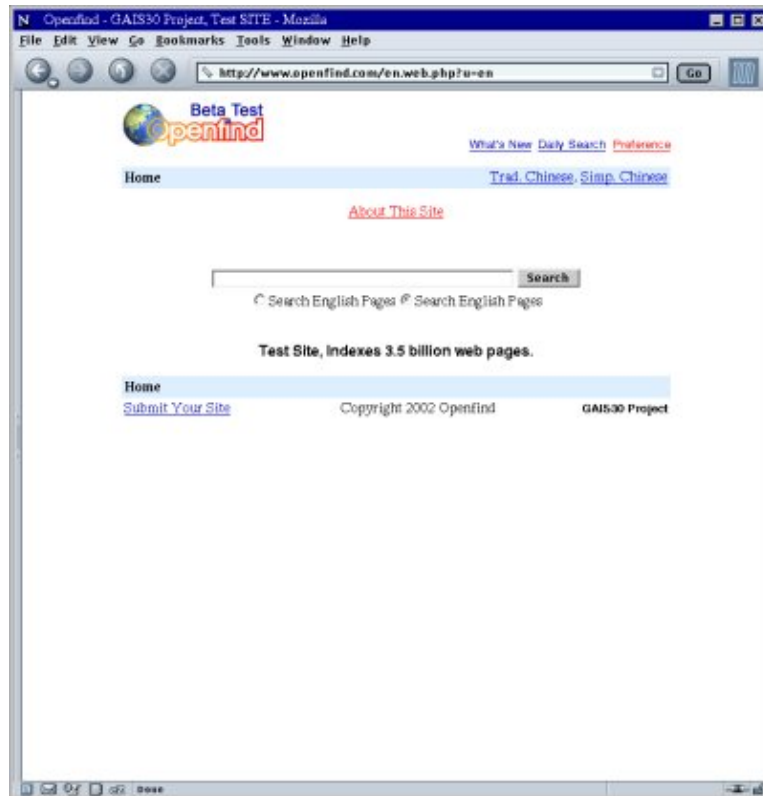 N Openfind - GAIS30 Project, Test SITE - Mozilla
File Edit View Go Bookmarks Tools Window Help
http://www.openfind.com/en.web.php?u=en Go
Beta Test
Openfind
What's New Daily Search Preference
Home Trad. Chinese, Simp. Chinese
About This Site
Search
Search English Pages Search English Pages
Test Site, Indexes 3.5 billion web pages.
Home
Submit Your Site Copyright 2002 Openfind GAIS30 Project
Done